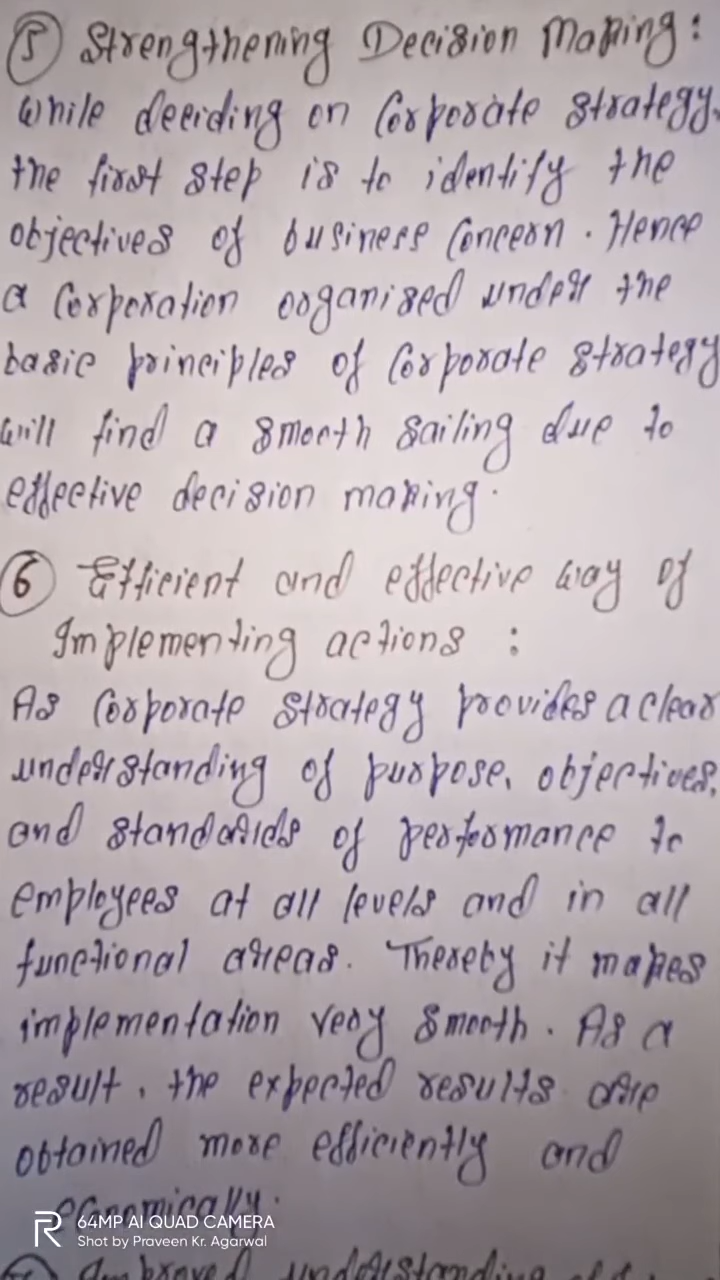 ⑤ Strengthening Decision Making:
While deciding on Corporate strategy,
the first step is to identify the
objectives of business Concern. Hence
a Corporation organised under the
basic principles of Corporate strategy
will find a smooth sailing due to
effective decision making.
⑥ Efficient and effective way of
Implementing actions :
As Corporate strategy provides a clear
understanding of purpose, objectives,
and standards of performance to
employees at all levels and in all
functional areas. Thereby it makes
implementation very smooth. As a
result, the expected results are
obtained more efficiently and
economically.
R 64MP AI QUAD CAMERA
Shot by Praveen Kr. Agarwal
Improved understanding